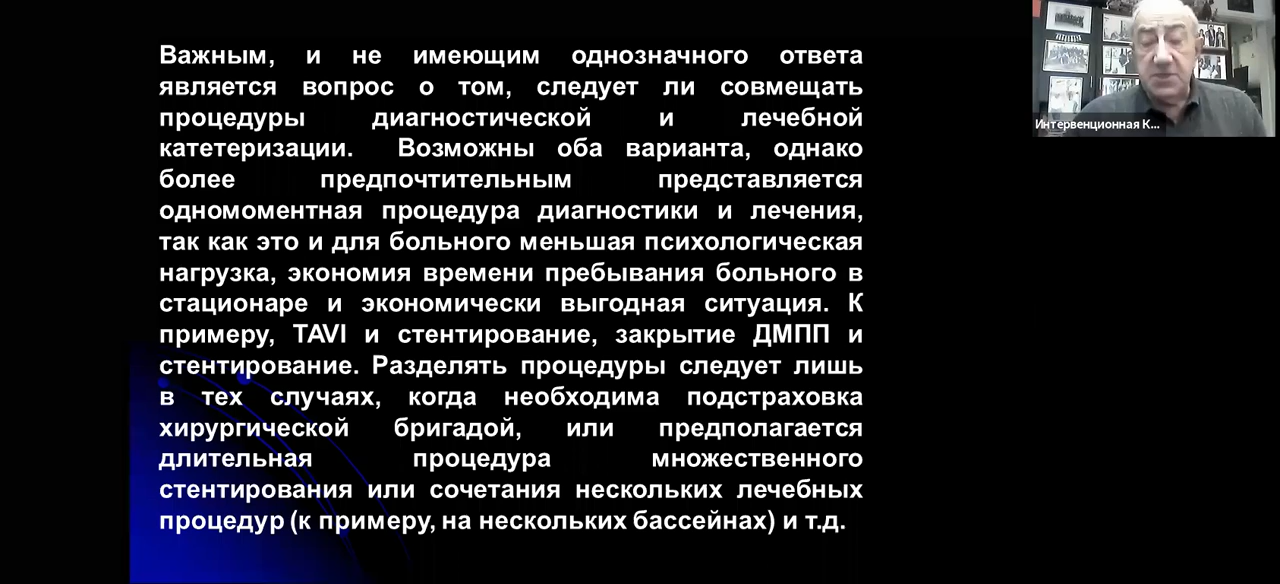 Важным, и не имеющим однозначного ответа
является вопрос о том, следует ли совмещать
процедуры диагностической и лечебной
катетеризации. Возможны оба варианта, однако
более предпочтительным представляется
одномоментная процедура диагностики и лечения,
так как это и для больного меньшая психологическая
нагрузка, экономия времени пребывания больного в
стационаре и экономически выгодная ситуация. К
примеру, TAVI и стентирование, закрытие ДМПП и
стентирование. Разделять процедуры следует лишь
в тех случаях, когда необходима подстраховка
хирургической бригадой, или предполагается
длительная процедура множественного
стентирования или сочетания нескольких лечебных
процедур (к примеру, на нескольких бассейнах) и т.д.
Интервенционная К...